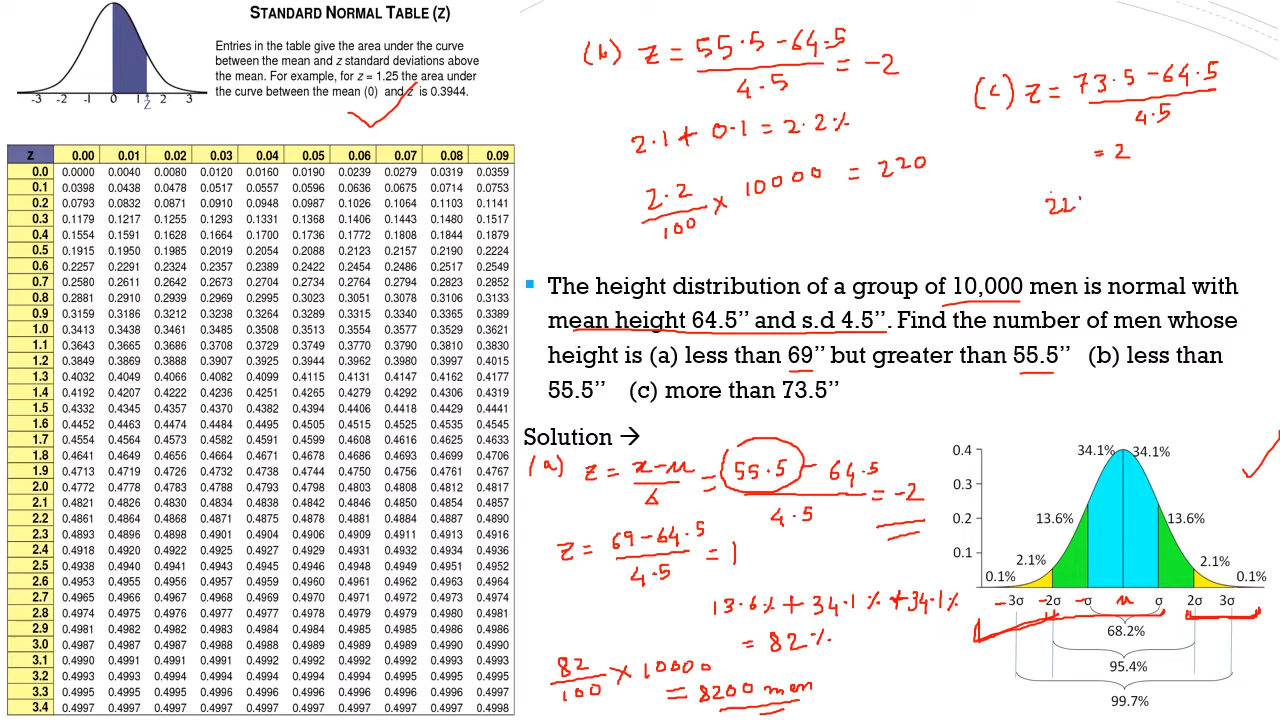 STANDARD NORMAL TABLE (Z)
Entries in the table give the area under the curve
between the mean and z standard deviations above
the mean. For example, for z = 1.25 the area under
the curve between the mean (0) and z is 0.3944.
-3 -2 -1 0 1 2 3
Z
z 0.00 0.01 0.02 0.03 0.04 0.05 0.06 0.07 0.08 0.09
0.0 0.0000 0.0040 0.0080 0.0120 0.0160 0.0190 0.0239 0.0279 0.0319 0.0359
0.1 0.0398 0.0438 0.0478 0.0517 0.0557 0.0596 0.0636 0.0675 0.0714 0.0753
0.2 0.0793 0.0832 0.0871 0.0910 0.0948 0.0987 0.1026 0.1064 0.1103 0.1141
0.3 0.1179 0.1217 0.1255 0.1293 0.1331 0.1368 0.1406 0.1443 0.1480 0.1517
0.4 0.1554 0.1591 0.1628 0.1664 0.1700 0.1736 0.1772 0.1808 0.1844 0.1879
0.5 0.1915 0.1950 0.1985 0.2019 0.2054 0.2088 0.2123 0.2157 0.2190 0.2224
0.6 0.2257 0.2291 0.2324 0.2357 0.2389 0.2422 0.2454 0.2486 0.2517 0.2549
0.7 0.2580 0.2611 0.2642 0.2673 0.2704 0.2734 0.2764 0.2794 0.2823 0.2852
0.8 0.2881 0.2910 0.2939 0.2969 0.2995 0.3023 0.3051 0.3078 0.3106 0.3133
0.9 0.3159 0.3186 0.3212 0.3238 0.3264 0.3289 0.3315 0.3340 0.3365 0.3389
1.0 0.3413 0.3438 0.3461 0.3485 0.3508 0.3513 0.3554 0.3577 0.3529 0.3621
1.1 0.3643 0.3665 0.3686 0.3708 0.3729 0.3749 0.3770 0.3790 0.3810 0.3830
1.2 0.3849 0.3869 0.3888 0.3907 0.3925 0.3944 0.3962 0.3980 0.3997 0.4015
1.3 0.4032 0.4049 0.4066 0.4082 0.4099 0.4115 0.4131 0.4147 0.4162 0.4177
1.4 0.4192 0.4207 0.4222 0.4236 0.4251 0.4265 0.4279 0.4292 0.4306 0.4319
1.5 0.4332 0.4345 0.4357 0.4370 0.4382 0.4394 0.4406 0.4418 0.4429 0.4441
1.6 0.4452 0.4463 0.4474 0.4484 0.4495 0.4505 0.4515 0.4525 0.4535 0.4545
1.7 0.4554 0.4564 0.4573 0.4582 0.4591 0.4599 0.4608 0.4616 0.4625 0.4633
1.8 0.4641 0.4649 0.4656 0.4664 0.4671 0.4678 0.4686 0.4693 0.4699 0.4706
1.9 0.4713 0.4719 0.4726 0.4732 0.4738 0.4744 0.4750 0.4756 0.4761 0.4767
2.0 0.4772 0.4778 0.4783 0.4788 0.4793 0.4798 0.4803 0.4808 0.4812 0.4817
2.1 0.4821 0.4826 0.4830 0.4834 0.4838 0.4842 0.4846 0.4850 0.4854 0.4857
2.2 0.4861 0.4864 0.4868 0.4871 0.4875 0.4878 0.4881 0.4884 0.4887 0.4890
2.3 0.4893 0.4896 0.4898 0.4901 0.4904 0.4906 0.4909 0.4911 0.4913 0.4916
2.4 0.4918 0.4920 0.4922 0.4925 0.4927 0.4929 0.4931 0.4932 0.4934 0.4936
2.5 0.4938 0.4940 0.4941 0.4943 0.4945 0.4946 0.4948 0.4949 0.4951 0.4952
2.6 0.4953 0.4955 0.4956 0.4957 0.4959 0.4960 0.4961 0.4962 0.4963 0.4964
2.7 0.4965 0.4966 0.4967 0.4968 0.4969 0.4970 0.4971 0.4972 0.4973 0.4974
2.8 0.4974 0.4975 0.4976 0.4977 0.4977 0.4978 0.4979 0.4979 0.4980 0.4981
2.9 0.4981 0.4982 0.4982 0.4983 0.4984 0.4984 0.4985 0.4985 0.4986 0.4986
3.0 0.4987 0.4987 0.4987 0.4988 0.4988 0.4989 0.4989 0.4989 0.4990 0.4990
3.1 0.4990 0.4991 0.4991 0.4991 0.4992 0.4992 0.4992 0.4992 0.4993 0.4993
3.2 0.4993 0.4993 0.4994 0.4994 0.4994 0.4994 0.4994 0.4995 0.4995 0.4995
3.3 0.4995 0.4995 0.4995 0.4996 0.4996 0.4996 0.4996 0.4996 0.4996 0.4997
3.4 0.4997 0.4997 0.4997 0.4997 0.4997 0.4997 0.4997 0.4997 0.4997 0.4998
(b) z = 55.5 - 64.5 / 4.5 = -2
2.1 + 0.1 = 2.2 %
2.2 / 100 × 10000 = 220
(c) z = 73.5 - 64.5 / 4.5
= 2
The height distribution of a group of 10,000 men is normal with
mean height 64.5” and s.d 4.5”. Find the number of men whose
height is (a) less than 69” but greater than 55.5” (b) less than
55.5” (c) more than 73.5”
Solution →
(a) z = x - μ / σ = 55.5 - 64.5 / 4.5 = -2
z = 69 - 64.5 / 4.5 = 1
13.6 % + 34.1 % + 34.1 %
= 82 %
82 / 100 × 10000
= 8200 men
0.4
0.3
0.2
0.1
34.1% 34.1%
13.6% 13.6%
2.1% 2.1%
0.1% 0.1%
- 3σ - 2σ - σ μ σ 2σ 3σ
68.2%
95.4%
99.7%